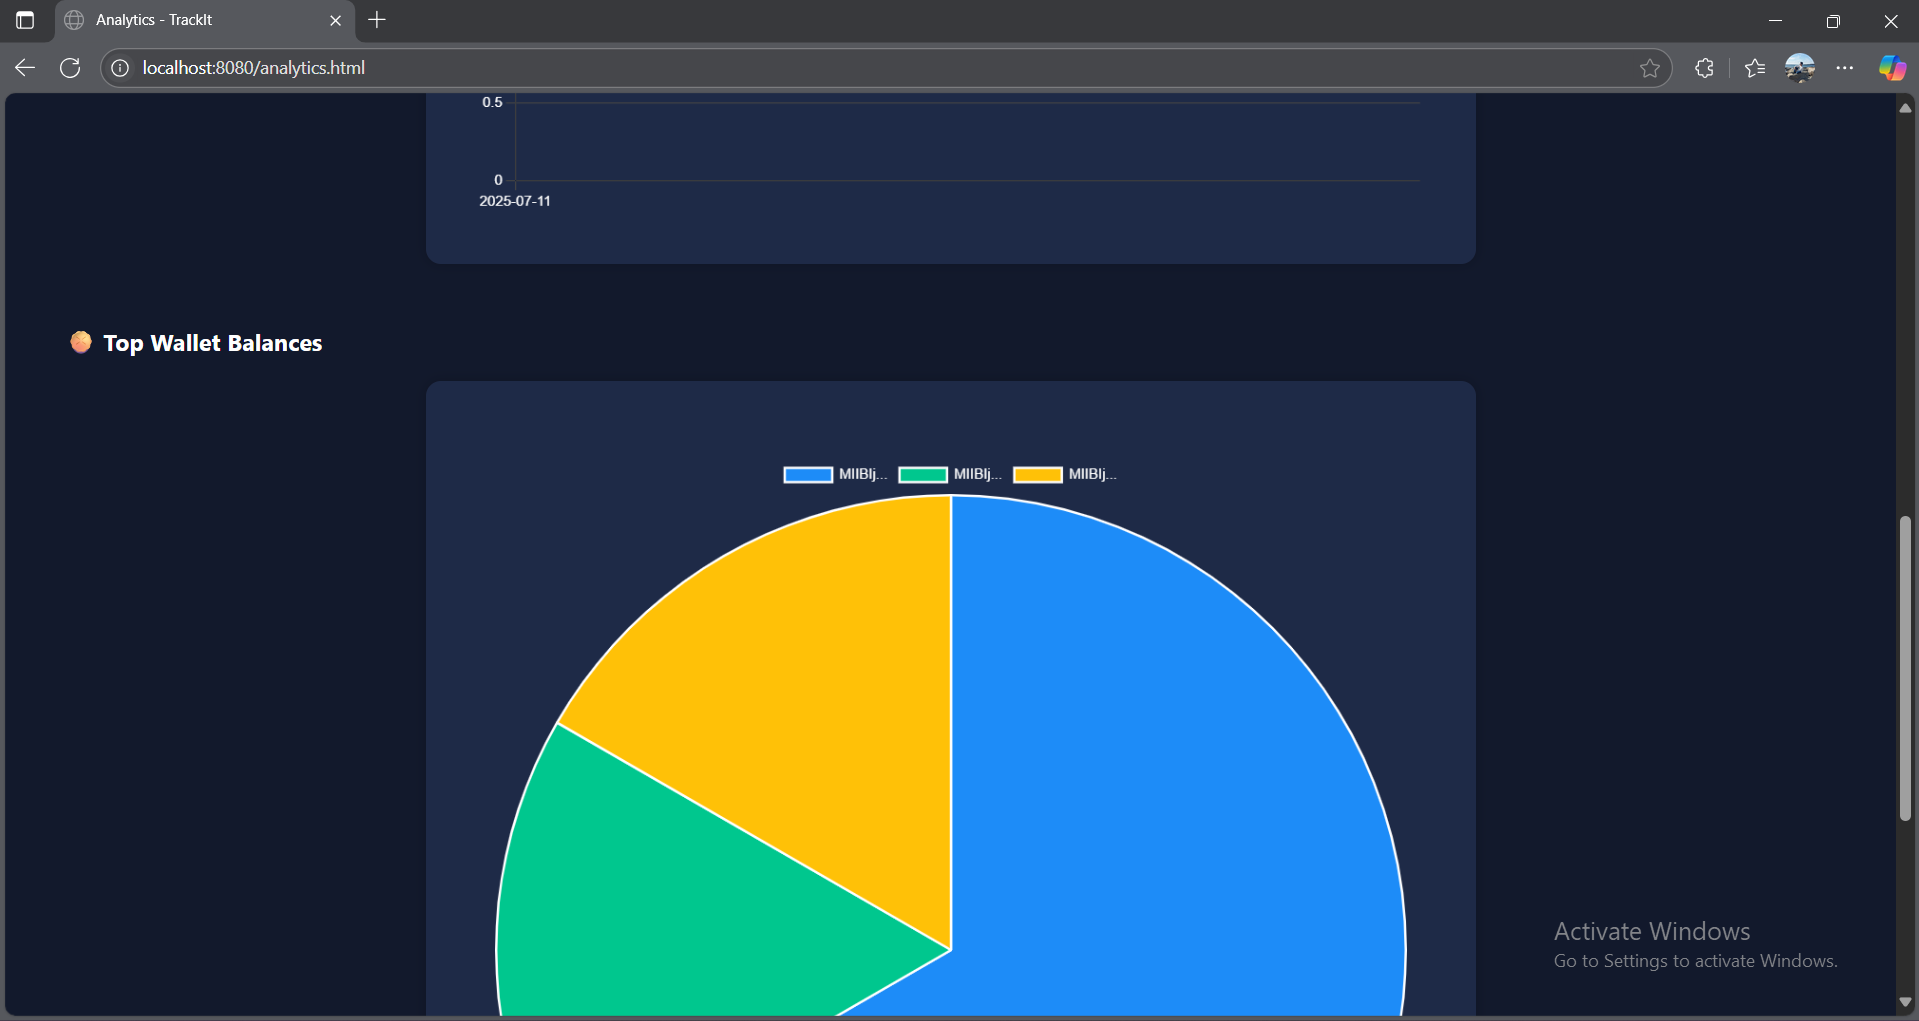 Analytics - TrackIt
localhost:8080/analytics.html
0.5
0
2025-07-11
Top Wallet Balances
MIIBIj... MIIBIj... MIIBIj...
Activate Windows
Go to Settings to activate Windows.